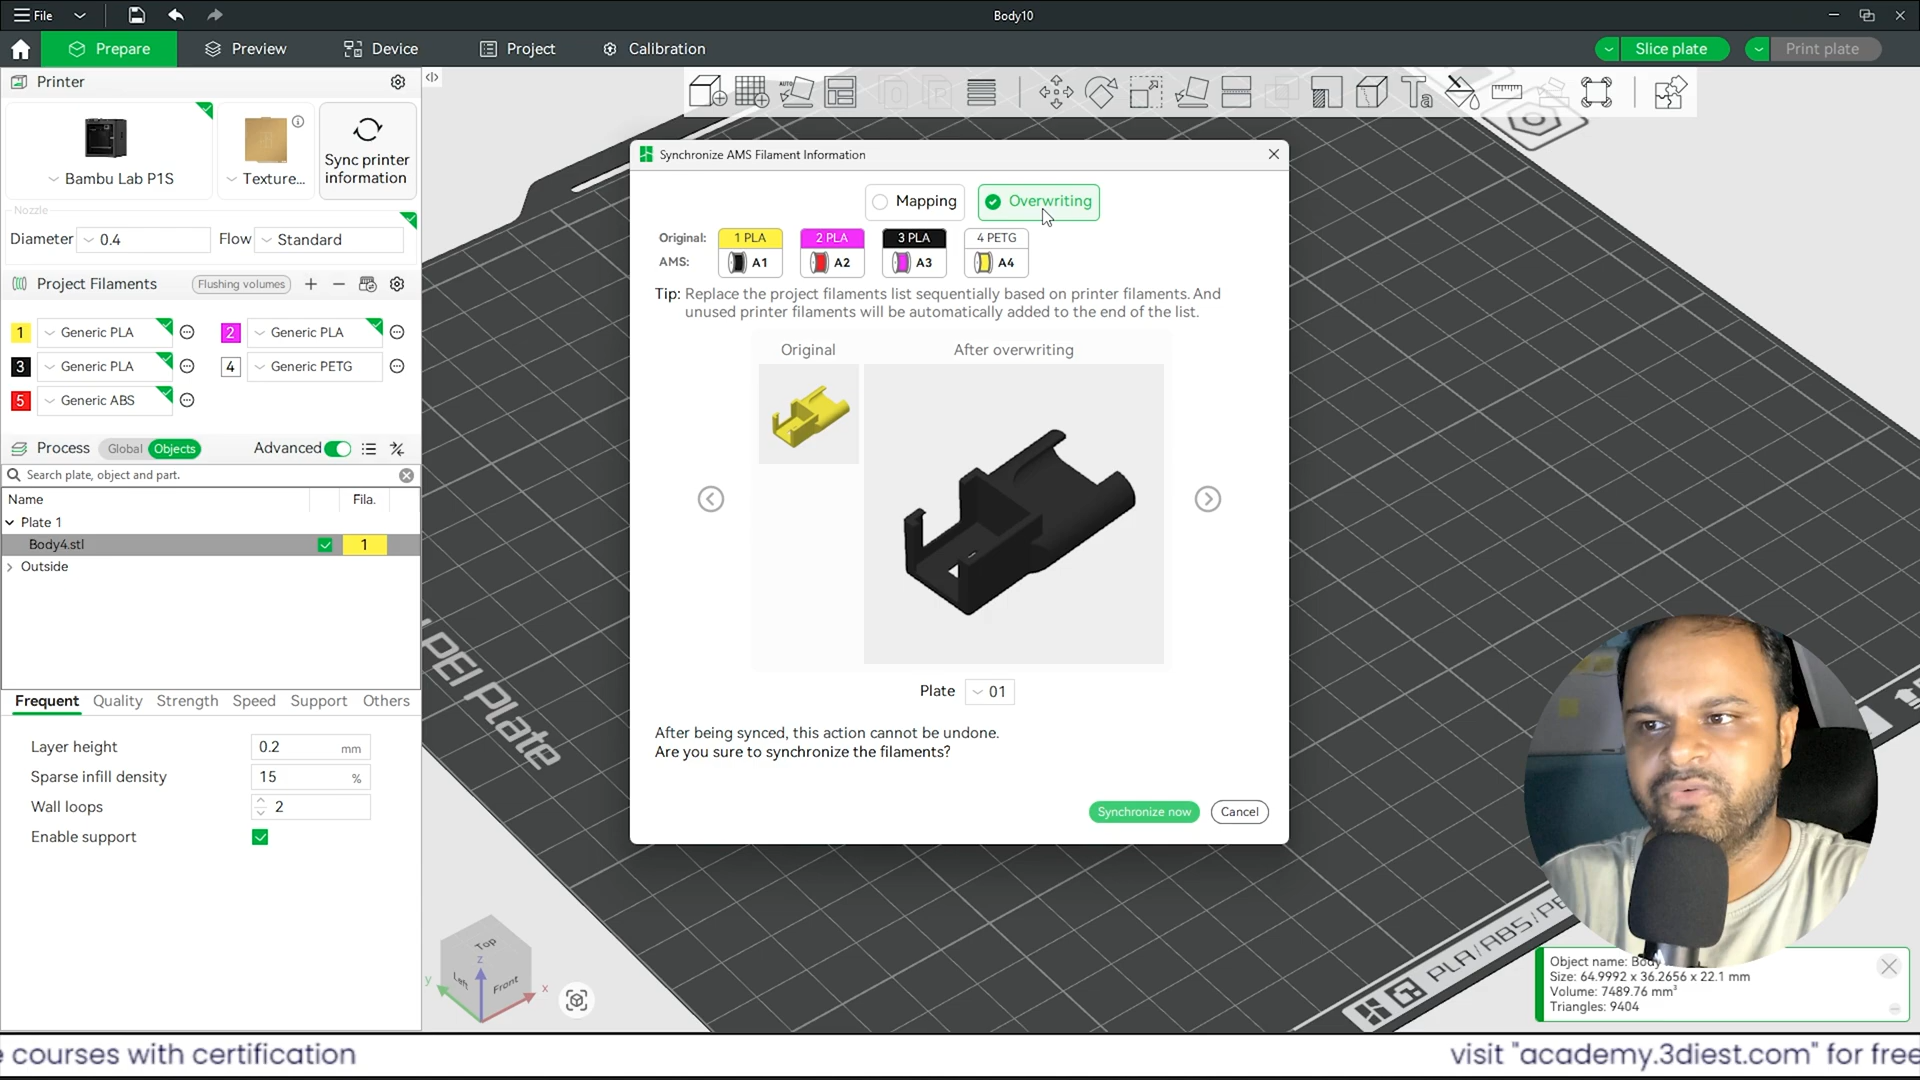 File
Body10
Prepare
Preview
Device
Project
Calibration
Slice plate
Print plate
Printer
Bambu Lab P1S
Texture...
Sync printer
information
Nozzle
Diameter
0.4
Flow
Standard
Project Filaments
Flushing volumes
1
Generic PLA
2
Generic PLA
3
Generic PLA
4
Generic PETG
5
Generic ABS
Process
Global
Objects
Advanced
Search plate, object and part.
Name
Fila.
Plate 1
Body4.stl
1
Outside
Frequent
Quality
Strength
Speed
Support
Others
Layer height
0.2
mm
Sparse infill density
15
%
Wall loops
2
Enable support
AUTO
Synchronize AMS Filament Information
Mapping
Overwriting
Original:
1 PLA
2 PLA
3 PLA
4 PETG
AMS:
A1
A2
A3
A4
Tip: Replace the project filaments list sequentially based on printer filaments. And
unused printer filaments will be automatically added to the end of the list.
Original
After overwriting
Plate
01
After being synced, this action cannot be undone.
Are you sure to synchronize the filaments?
Synchronize now
Cancel
PEI Plate
PLA/ABS/PE
Top
Left
Front
z
y
x
Object name: Body
Size: 64.9992 x 36.2656 x 22.1 mm
Volume: 7489.76 mm³
Triangles: 9404
e courses with certification
visit "academy.3diest.com" for free